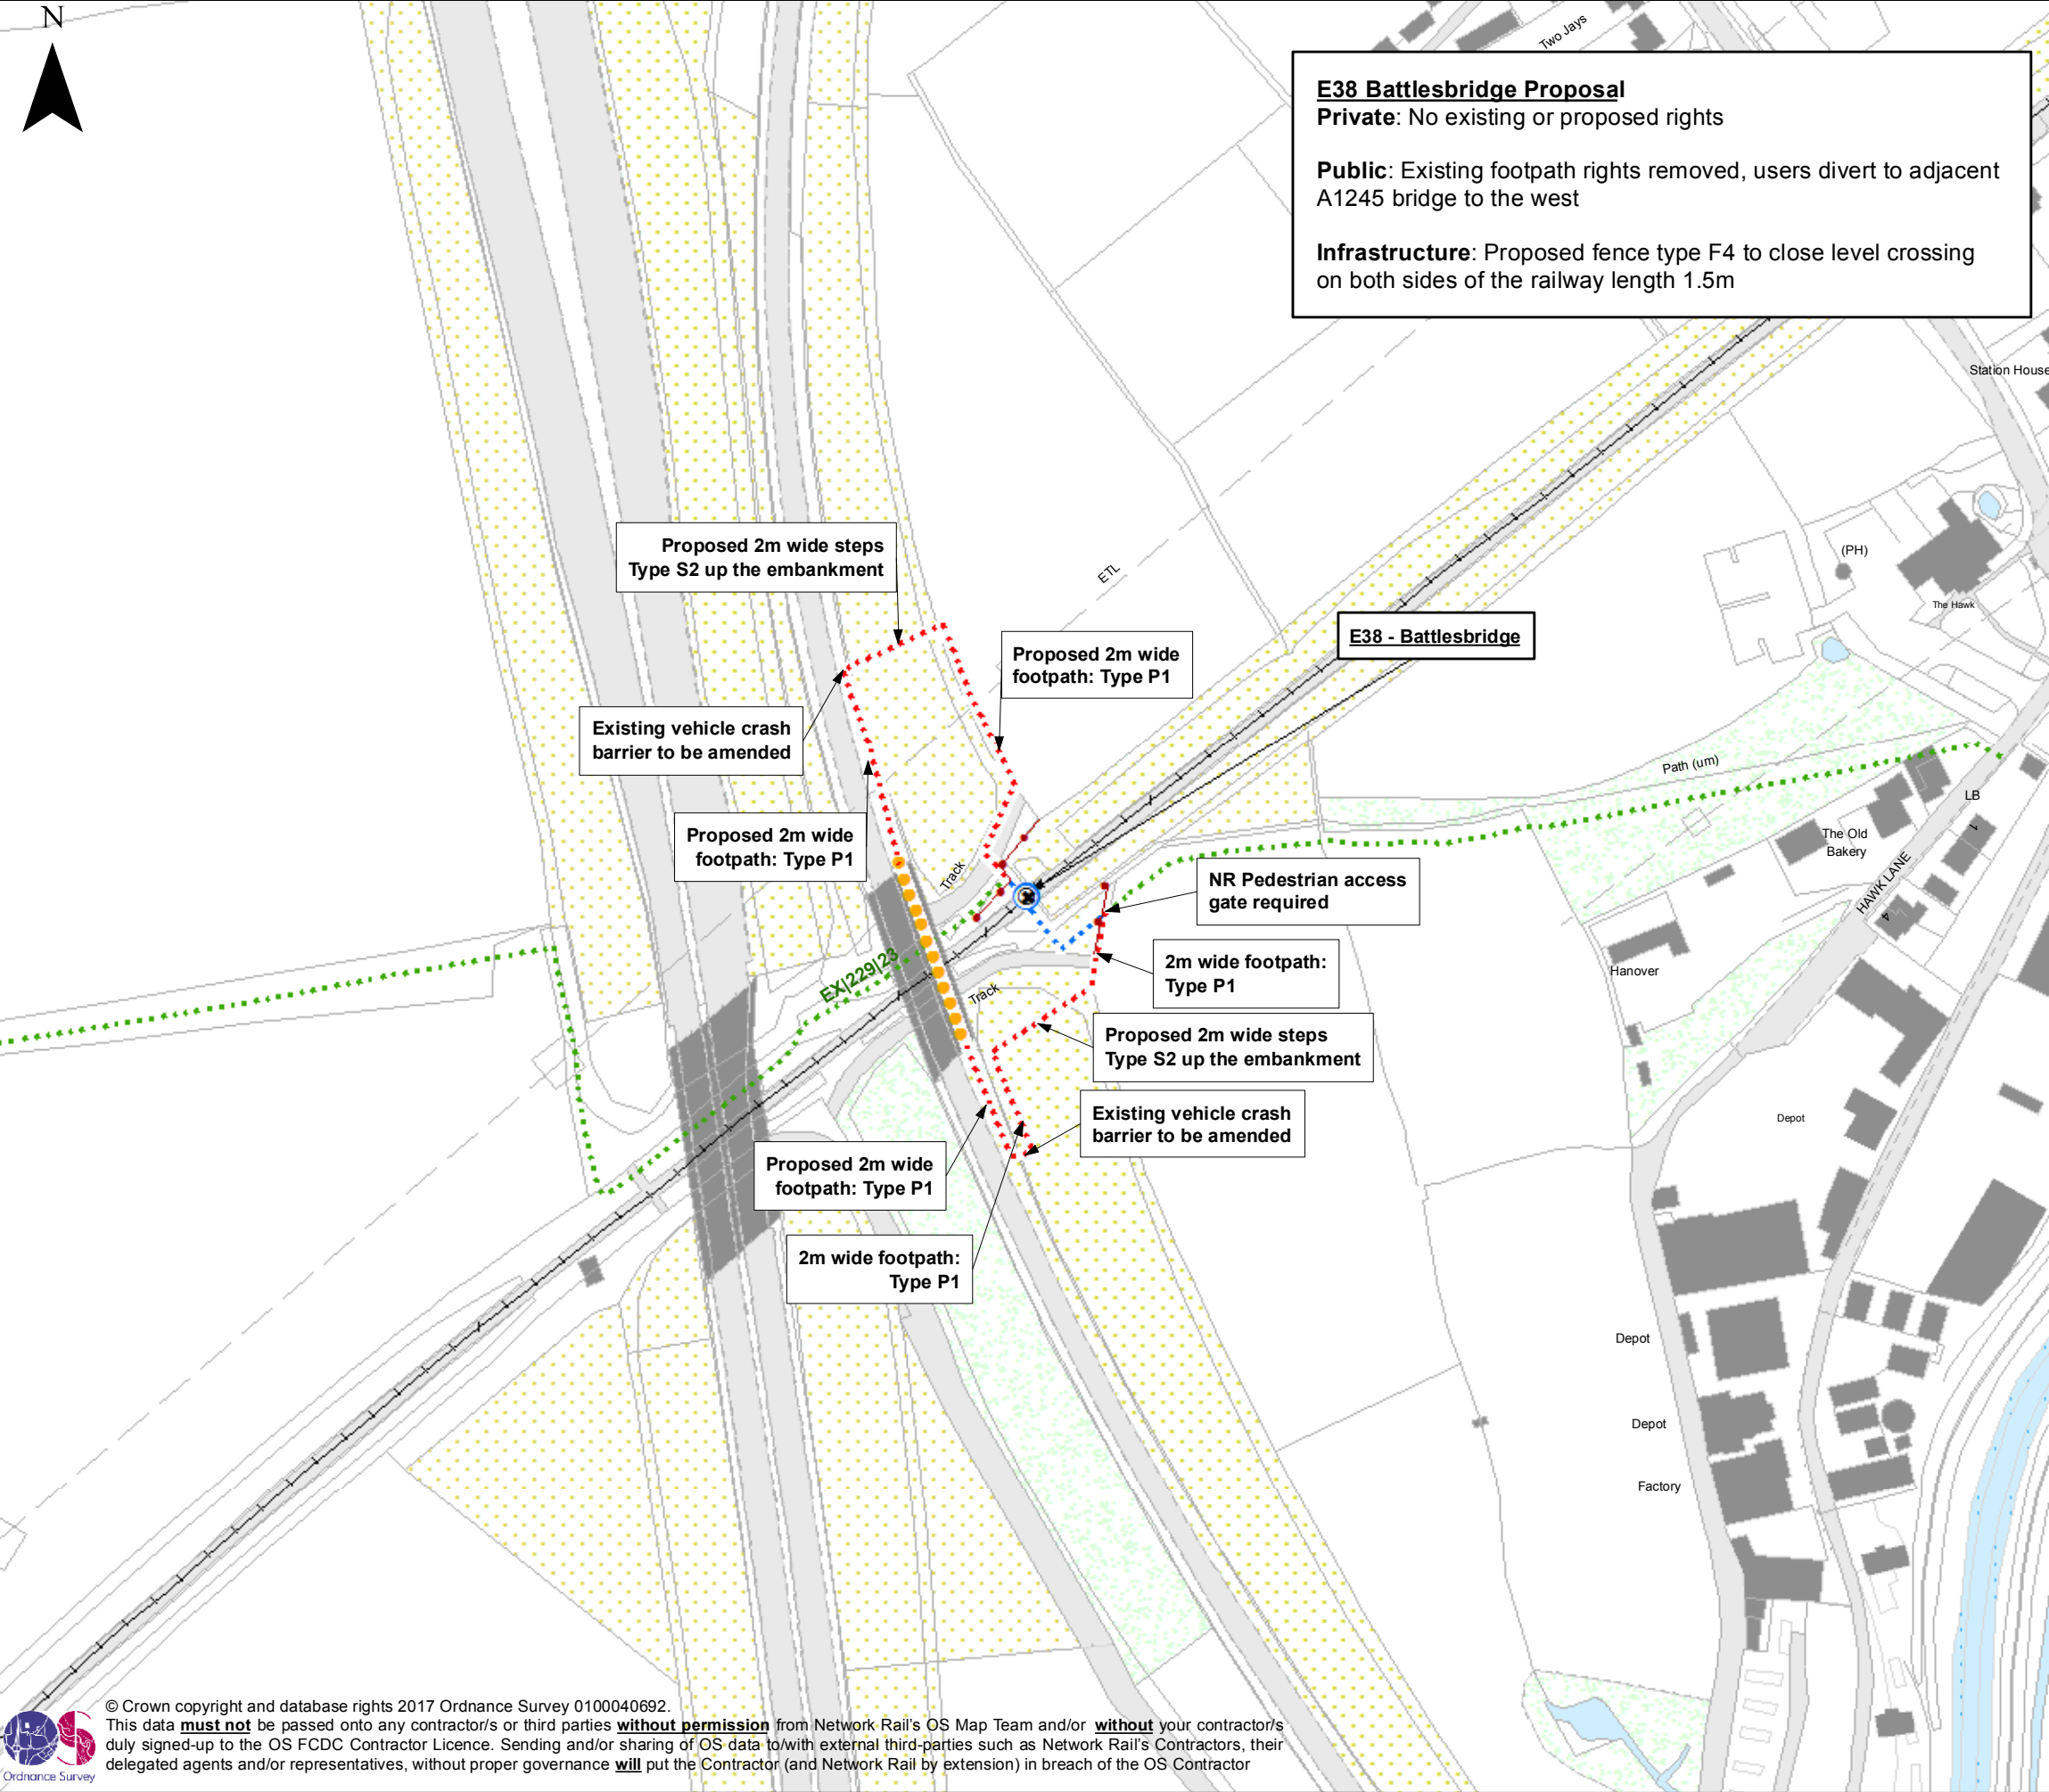 N
Two Jays
E38 Battlesbridge Proposal
Private: No existing or proposed rights
Public: Existing footpath rights removed, users divert to adjacent
A1245 bridge to the west
Infrastructure: Proposed fence type F4 to close level crossing
on both sides of the railway length 1.5m
Station House
Proposed 2m wide steps
Type S2 up the embankment
(PH)
ETL
The Hawk
E38 - Battlesbridge
Proposed 2m wide
footpath: Type P1
Existing vehicle crash
barrier to be amended
Path (um)
LB
1
Proposed 2m wide
footpath: Type P1
The Old
Bakery
Track
NR Pedestrian access
gate required
HAWK LANE
4
EX|229|23
2m wide footpath:
Type P1
Hanover
Track
Proposed 2m wide steps
Type S2 up the embankment
Existing vehicle crash
barrier to be amended
Depot
Proposed 2m wide
footpath: Type P1
2m wide footpath:
Type P1
Depot
Depot
Factory
© Crown copyright and database rights 2017 Ordnance Survey 0100040692.
This data must not be passed onto any contractor/s or third parties without permission from Network Rail's OS Map Team and/or without your contractor/s
duly signed-up to the OS FCDC Contractor Licence. Sending and/or sharing of OS data to/with external third-parties such as Network Rail's Contractors, their
delegated agents and/or representatives, without proper governance will put the Contractor (and Network Rail by extension) in breach of the OS Contractor
Ordnance Survey